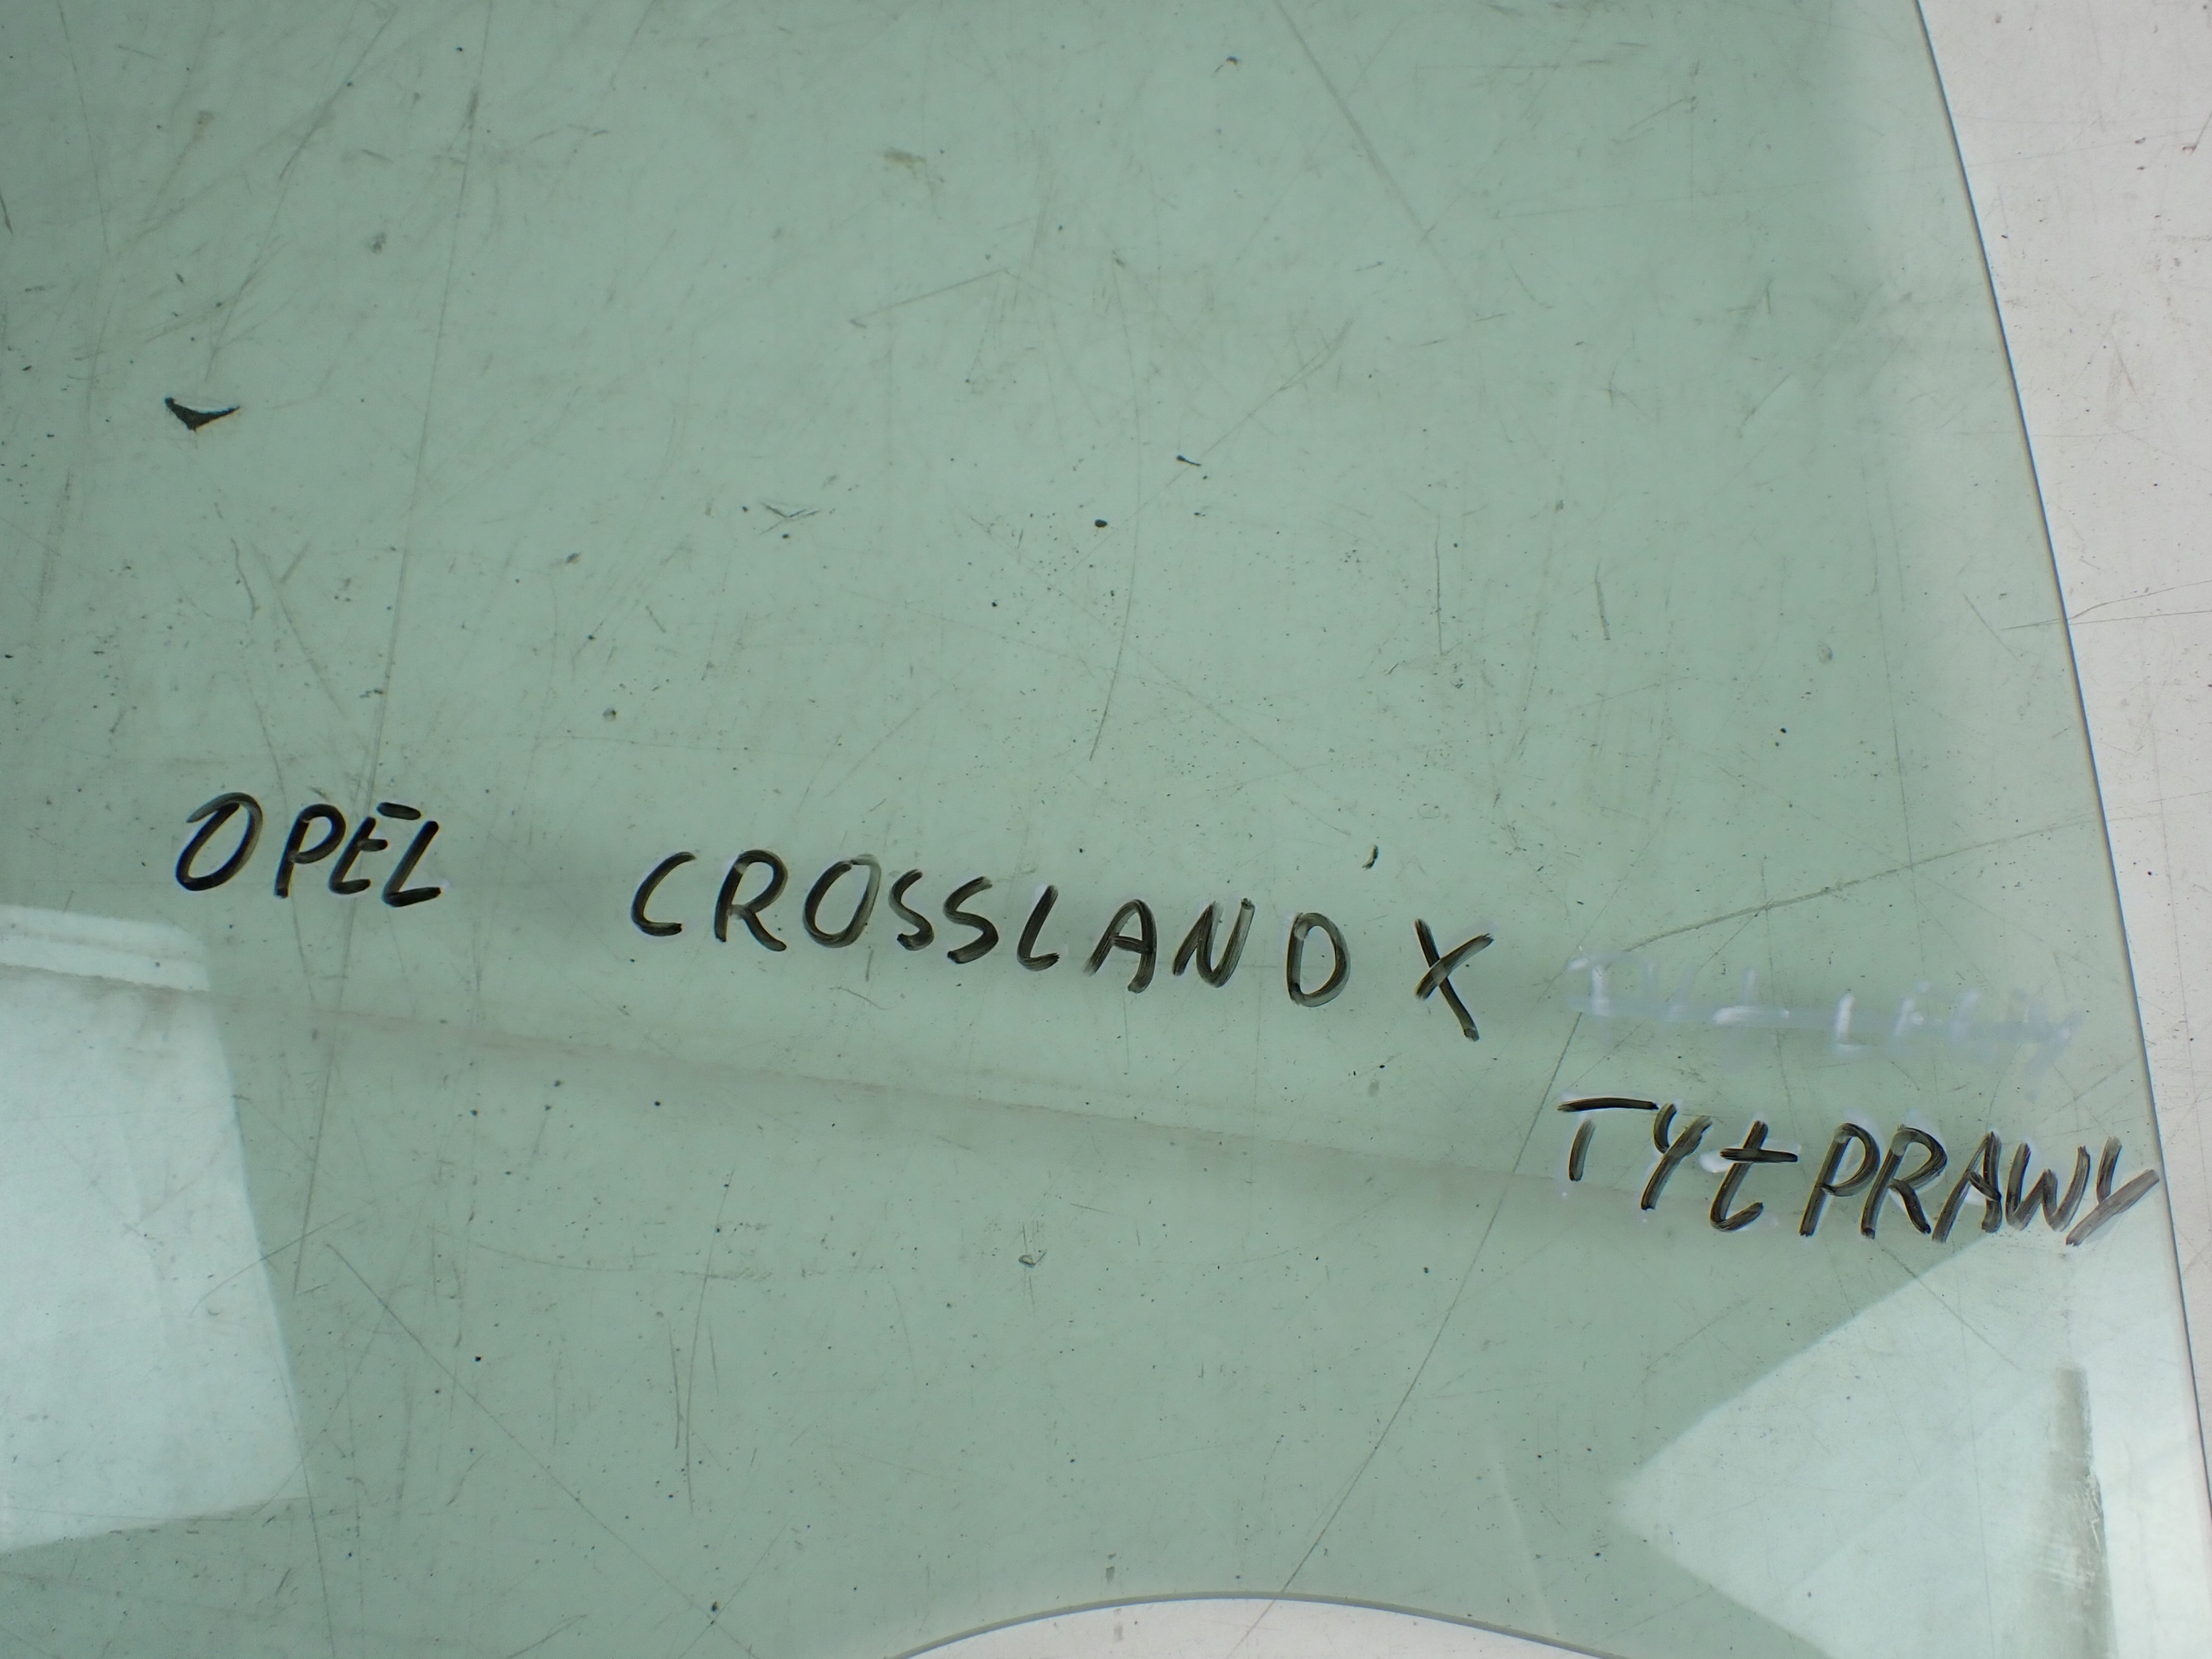 OPEL CROSSLAND X
TYŁ PRAWY